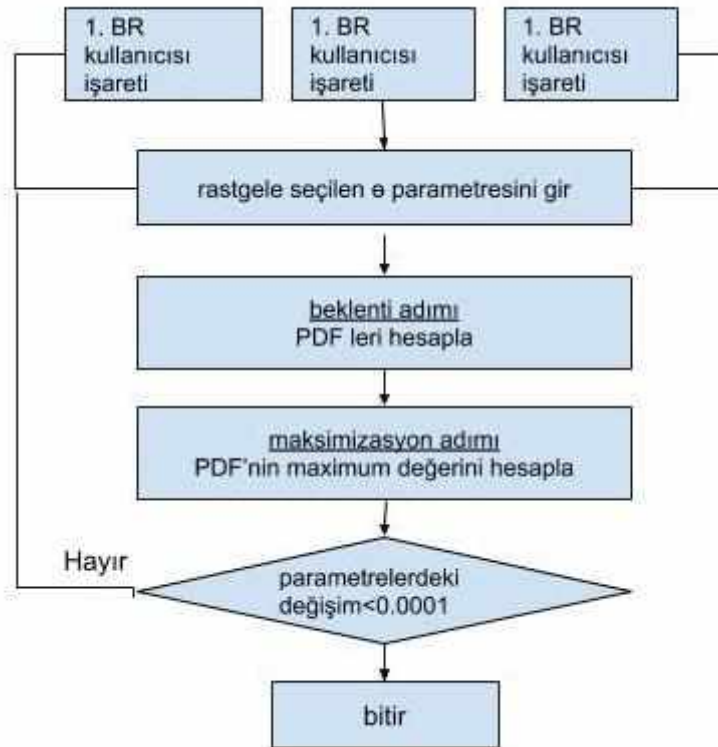 1. BR
kullanıcısı
işareti
1. BR
kullanıcısı
işareti
1. BR
kullanıcısı
işareti
rastgele seçilen ɵ parametresini gir
beklenti adımı
PDF leri hesapla
maksimizasyon adımı
PDF'nin maximum değerini hesapla
Hayır
parametrelerdeki
değişim<0.0001
bitir